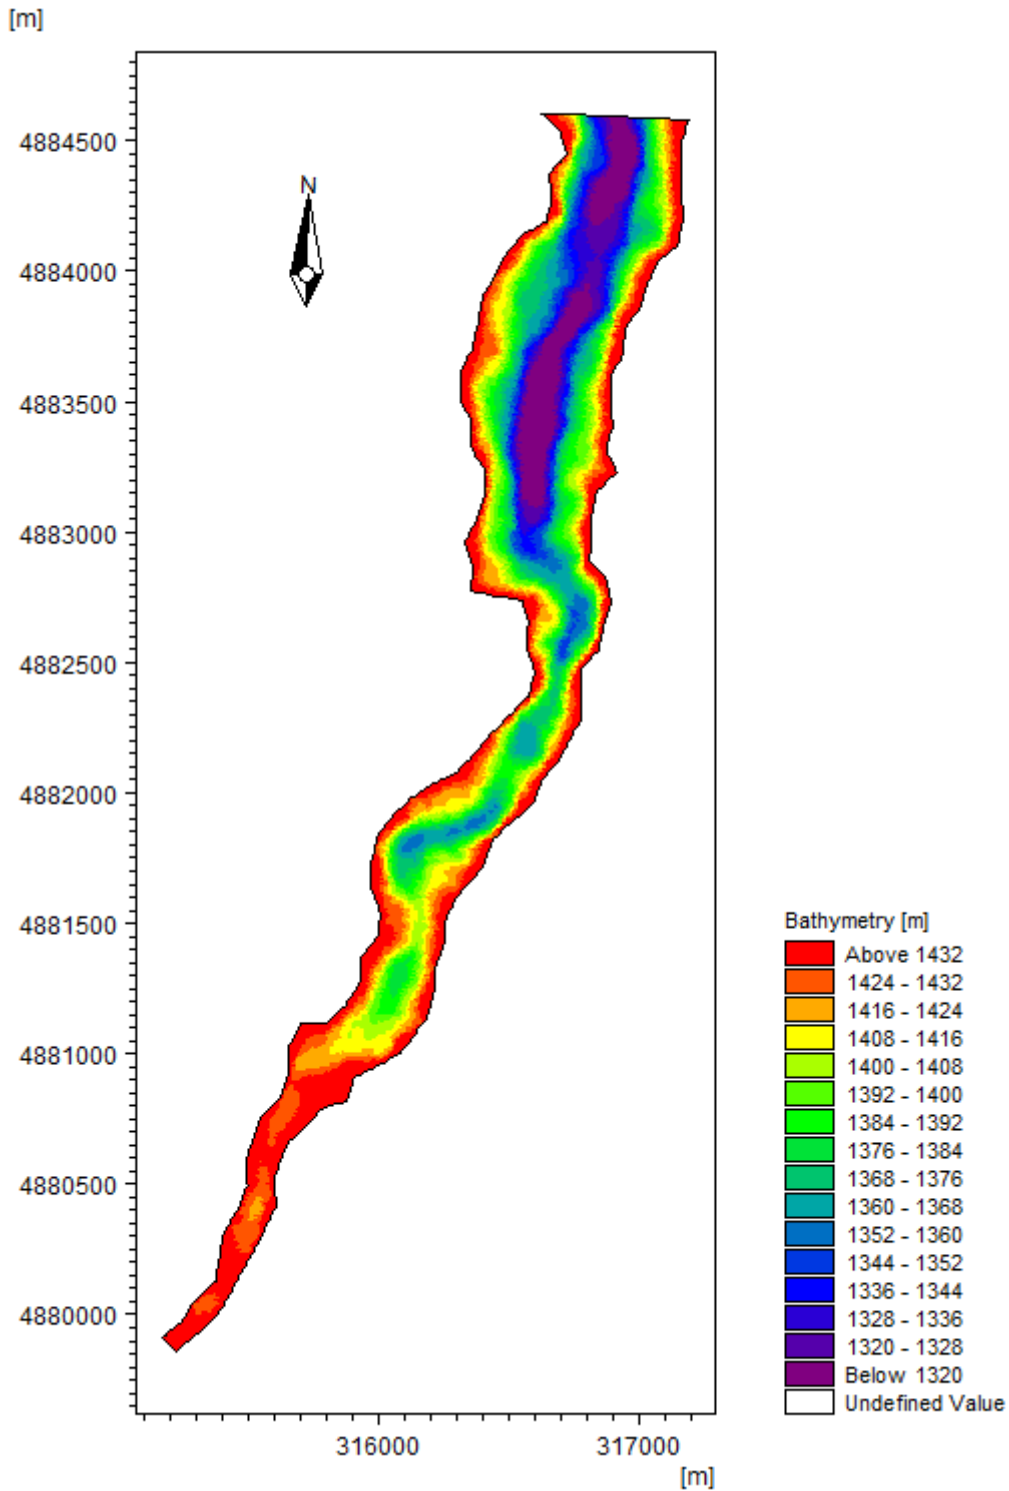 [m]
N
4884500
4884000
4883500
4883000
4882500
4882000
4881500
4881000
4880500
4880000
316000
317000
[m]
Bathymetry [m]
Above 1432
1424 - 1432
1416 - 1424
1408 - 1416
1400 - 1408
1392 - 1400
1384 - 1392
1376 - 1384
1368 - 1376
1360 - 1368
1352 - 1360
1344 - 1352
1336 - 1344
1328 - 1336
1320 - 1328
Below 1320
Undefined Value